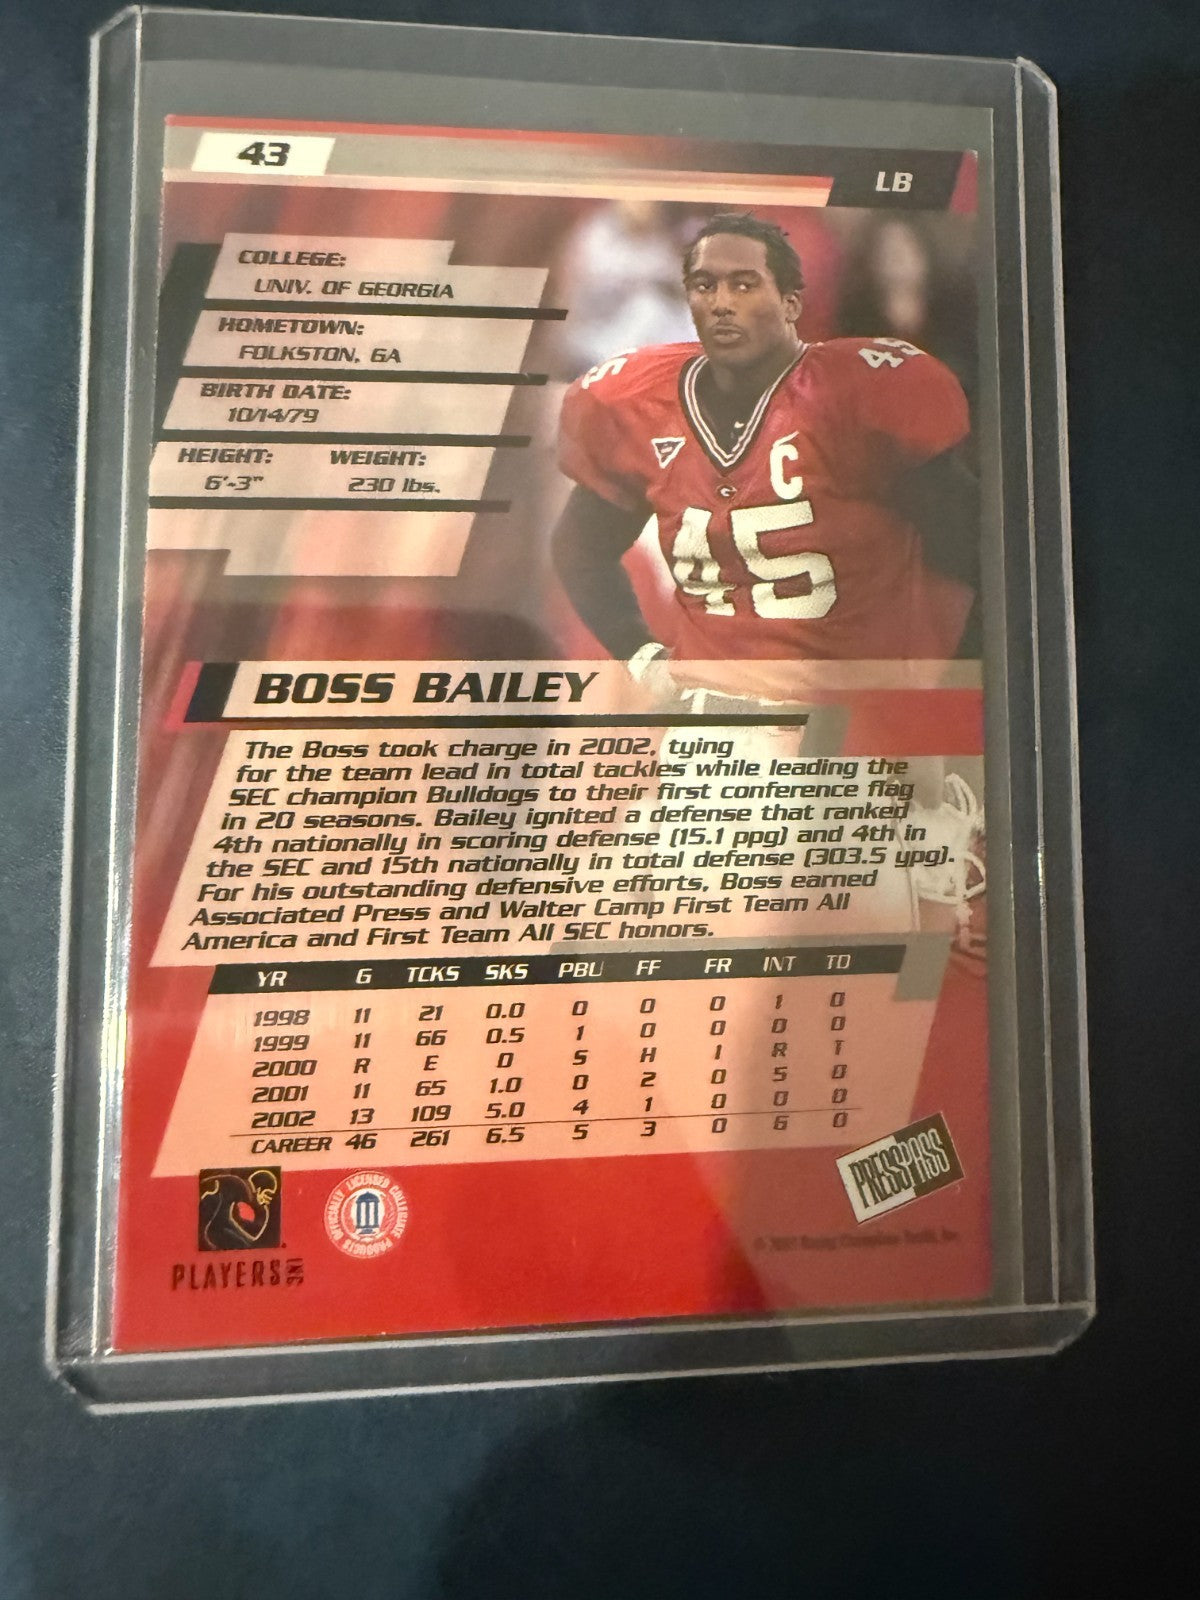 43
LB
COLLEGE:
UNIV. OF GEORGIA
HOMETOWN:
FOLKSTON, GA
BIRTH DATE:
10/14/79
HEIGHT: WEIGHT:
6'-3" 230 lbs.
45
45
C
G
45
BOSS BAILEY
The Boss took charge in 2002, tying
for the team lead in total tackles while leading the
SEC champion Bulldogs to their first conference flag
in 20 seasons. Bailey ignited a defense that ranked
4th nationally in scoring defense (15.1 ppg) and 4th in
the SEC and 15th nationally in total defense (303.5 ypg).
For his outstanding defensive efforts, Boss earned
Associated Press and Walter Camp First Team All
America and First Team All SEC honors.
YR G TCKS SKS PBU FF FR INT TD
1998 11 21 0.0 0 0 0 1 0
1999 11 66 0.5 1 0 0 0 0
2000 R E D S H I R T
2001 11 65 1.0 0 2 0 5 0
2002 13 109 5.0 4 1 0 0 0
CAREER 46 261 6.5 5 3 0 6 0
PLAYERS INC
OFFICIALLY LICENSED COLLEGIATE PRODUCTS
PRESS PASS